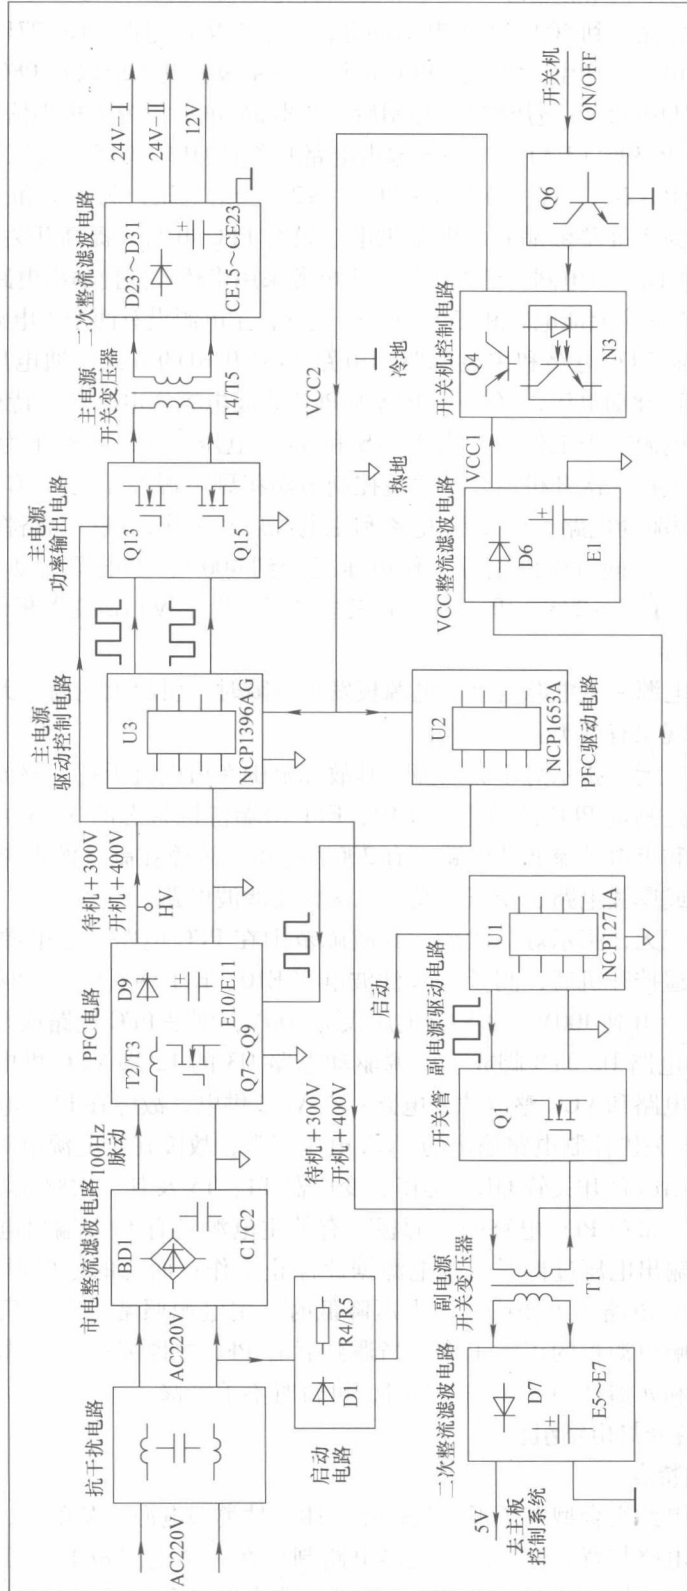 AC220V
抗干扰电路
AC220V
市电整流滤波电路
BD1
C1/C2
100Hz
脉动
PFC电路
T2/T3
D9
Q7～Q9
E10/E11
待机＋300V
开机＋400V
HV
主电源
驱动控制电路
U3
NCP1396AG
主电源
功率输出电路
Q13
Q15
主电源
开关变压器
T4/T5
二次整流滤波电路
D23～D31
CE15～CE23
24V-Ⅰ
24V-Ⅱ
12V
D1
R4/R5
启动
电路
启动
待机＋300V
开机＋400V
U2
NCP1653A
PFC驱动电路
VCC2
热地
冷地
5V
去主板
控制系统
二次整流滤波电路
D7
E5～E7
副电源
开关变压器
T1
开关管
Q1
副电源驱动电路
U1
NCP1271A
VCC整流滤波电路
D6
E1
VCC1
开关机控制电路
Q4
N3
Q6
开关机
ON/OFF